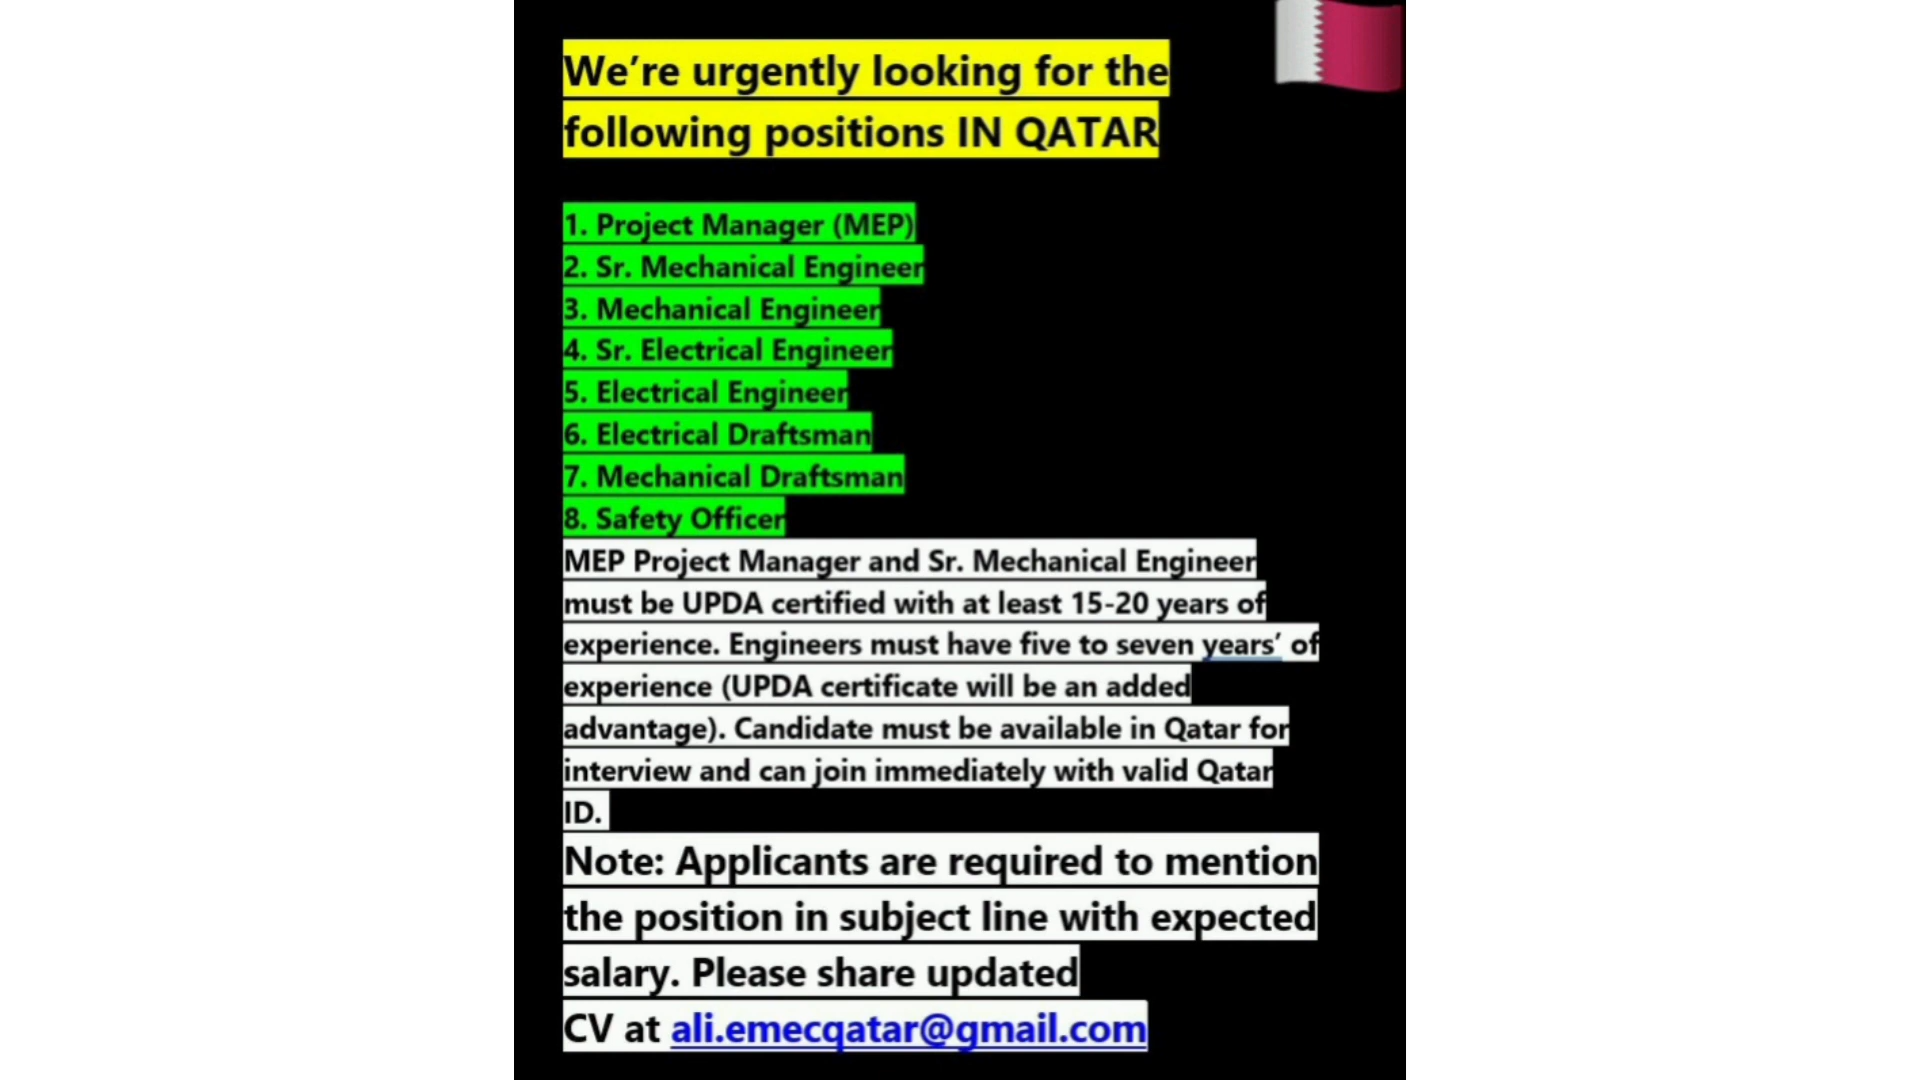 We’re urgently looking for the
following positions IN QATAR
1. Project Manager (MEP)
2. Sr. Mechanical Engineer
3. Mechanical Engineer
4. Sr. Electrical Engineer
5. Electrical Engineer
6. Electrical Draftsman
7. Mechanical Draftsman
8. Safety Officer
MEP Project Manager and Sr. Mechanical Engineer
must be UPDA certified with at least 15-20 years of
experience. Engineers must have five to seven years’ of
experience (UPDA certificate will be an added
advantage). Candidate must be available in Qatar for
interview and can join immediately with valid Qatar
ID.
Note: Applicants are required to mention
the position in subject line with expected
salary. Please share updated
CV at ali.emecqatar@gmail.com